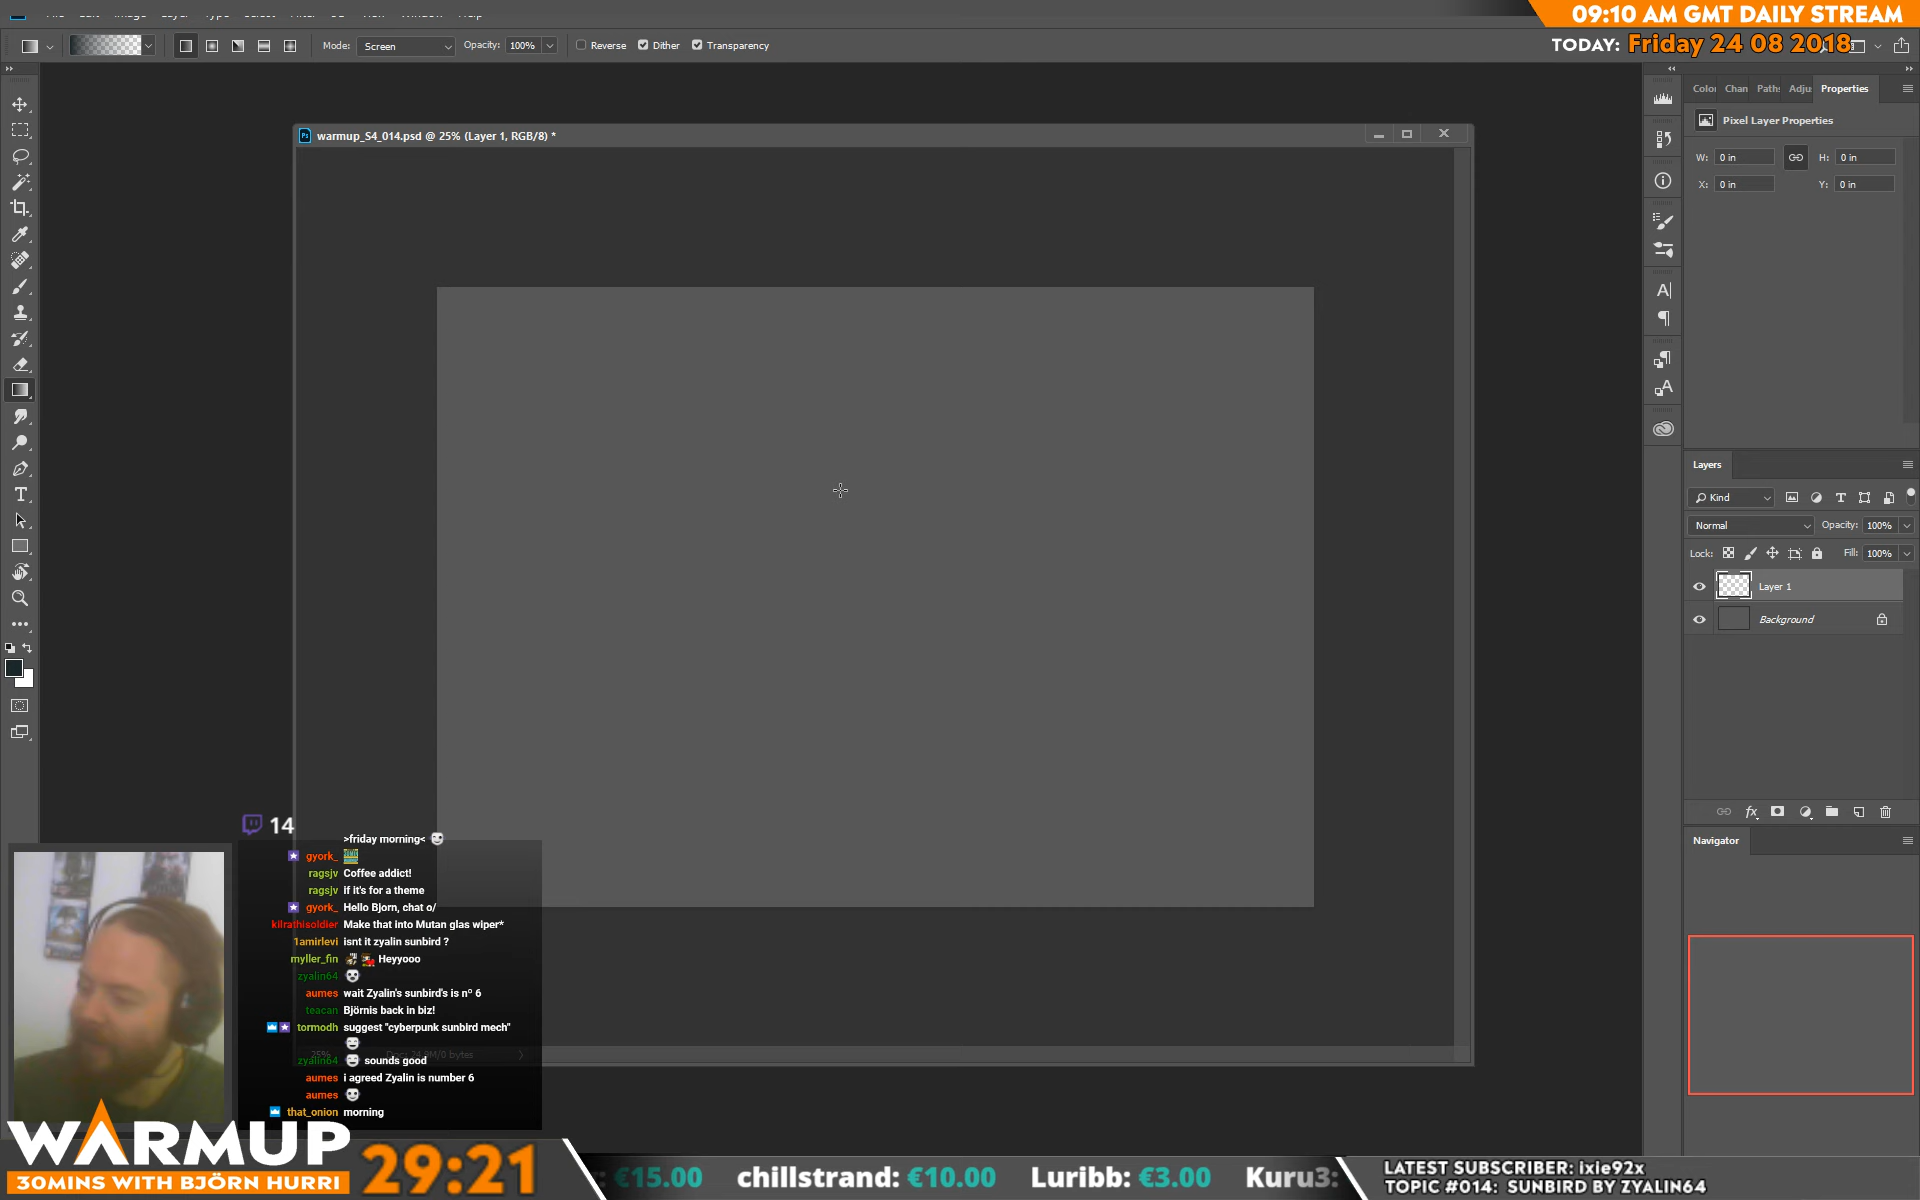 09:10 AM GMT DAILY STREAM
TODAY: Friday 24 08 2018
Mode: Screen Opacity: 100% Reverse Dither Transparency
warmup_S4_014.psd @ 25% (Layer 1, RGB/8) *
Color Chan Paths Adju Properties
Pixel Layer Properties
W: 0 in H: 0 in
X: 0 in Y: 0 in
Layers
Kind
Normal Opacity: 100%
Lock: Fill: 100%
Layer 1
Background
Navigator
14
>friday morning<
gyork_
ragsjv Coffee addict!
ragsjv if it's for a theme
gyork_ Hello Bjorn, chat o/
kilrathisoldier Make that into Mutan glas wiper*
1amirlevi isnt it zyalin sunbird ?
myller_fin Heyyooo
zyalin64
aumes wait Zyalin's sunbird's is nº 6
teacan Björnis back in biz!
tormodh suggest "cyberpunk sunbird mech"
zyalin64 sounds good
aumes i agreed Zyalin is number 6
aumes
that_onion morning
WARMUP
30MINS WITH BJÖRN HURRI
29:21
€15.00 chillstrand: €10.00 Luribb: €3.00 Kuru3:
LATEST SUBSCRIBER: ixie92x
TOPIC #014: SUNBIRD BY ZYALIN64